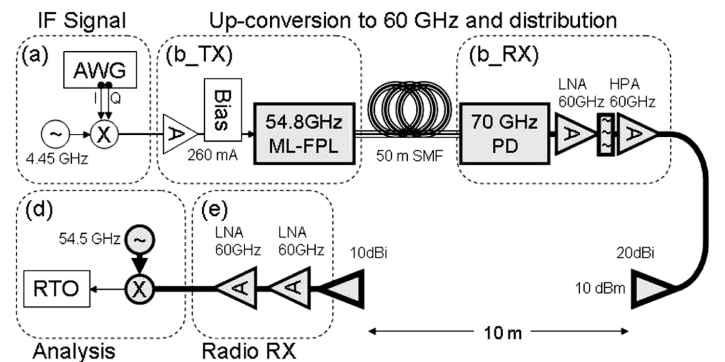 IF Signal
Up-conversion to 60 GHz and distribution
(a)
AWG
I
Q
~
X
4.45 GHz
(b_TX)
A
Bias
260 mA
54.8GHz
ML-FPL
50 m SMF
(b_RX)
70 GHz
PD
LNA
60GHz
HPA
60GHz
A
A
(d)
54.5 GHz
~
X
RTO
Analysis
(e)
LNA
60GHz
LNA
60GHz
A
A
Radio RX
10dBi
20dBi
10 dBm
10 m